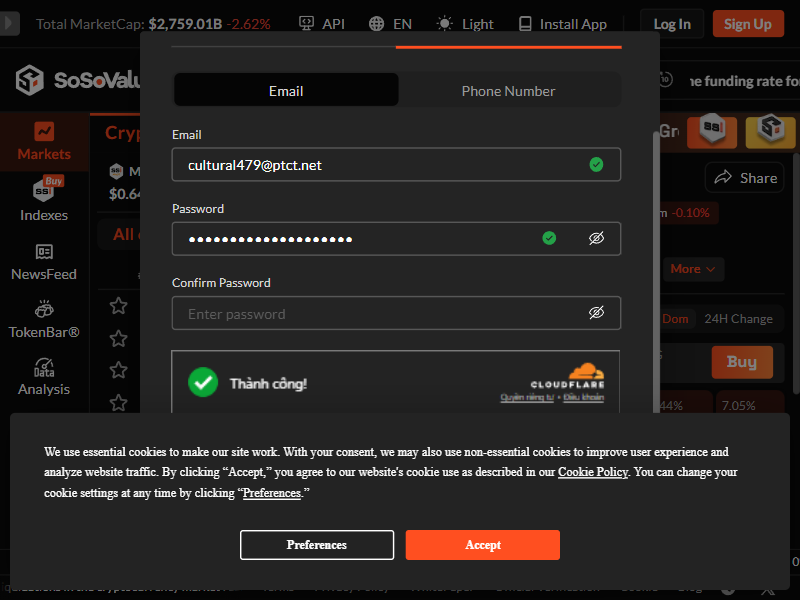 Total MarketCap: $2,759.01B -2.62% API EN Light Install App Log In Sign Up
SoSoValu
ne funding rate for
Email Phone Number
Markets
Cryp
Email
cultural479@ptct.net
Buy
Indexes
$0.64
Share
Password
-0.10%
All
NewsFeed
More
Confirm Password
Enter password
TokenBar®
Dom 24H Change
Buy
Analysis
Thành công!
CLOUDFLARE
Quyền riêng tư • Điều khoản
44% 7.05%
We use essential cookies to make our site work. With your consent, we may also use non-essential cookies to improve user experience and
analyze website traffic. By clicking “Accept,” you agree to our website's cookie use as described in our Cookie Policy. You can change your
cookie settings at any time by clicking “Preferences.”
Preferences Accept